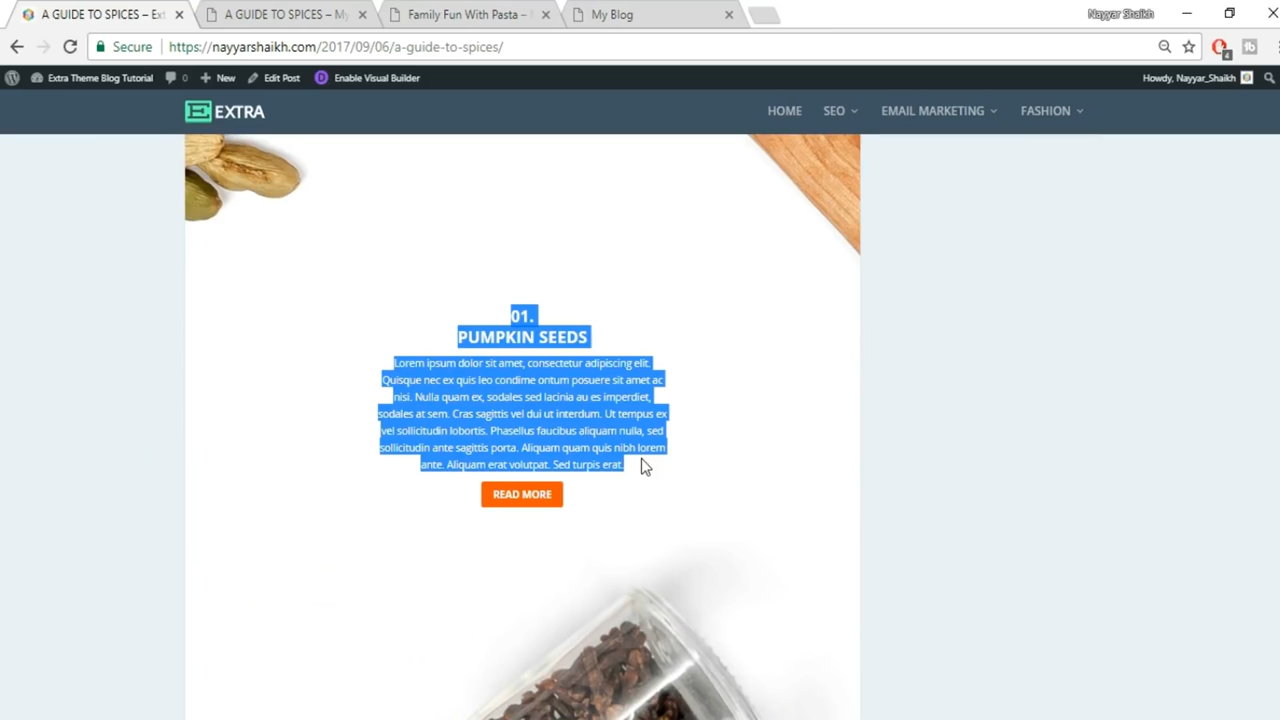 A GUIDE TO SPICES – Ex
A GUIDE TO SPICES – My
Family Fun With Pasta –
My Blog
Nayyar Shaikh
Secure
https://nayyarshaikh.com/2017/09/06/a-guide-to-spices/
4
Extra Theme Blog Tutorial
0
New
Edit Post
D
Enable Visual Builder
Howdy, Nayyar_Shaikh
EXTRA
HOME
SEO
EMAIL MARKETING
FASHION
01.
PUMPKIN SEEDS
Lorem ipsum dolor sit amet, consectetur adipiscing elit.
Quisque nec ex quis leo condime ontum posuere sit amet ac
nisi. Nulla quam ex, sodales sed lacinia au es imperdiet,
sodales at sem. Cras sagittis vel dui ut interdum. Ut tempus ex
vel sollicitudin lobortis. Phasellus faucibus aliquam nulla, sed
sollicitudin ante sagittis porta. Aliquam quam quis nibh lorem
ante. Aliquam erat volutpat. Sed turpis erat.
READ MORE